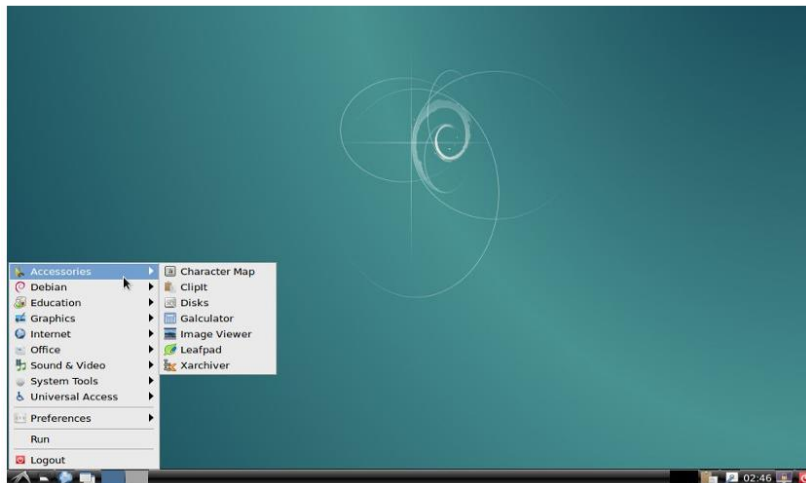 Accessories
Debian
Education
Graphics
Internet
Office
Sound & Video
System Tools
Universal Access
Preferences
Run
Logout
Character Map
ClipIt
Disks
Galculator
Image Viewer
Leafpad
Xarchiver
02:46